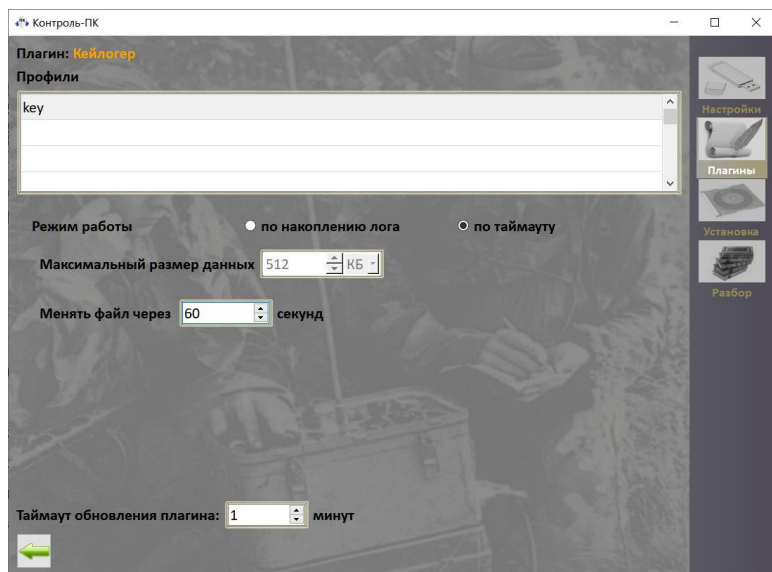 Контроль-ПК
Плагин: Кейлогер
Профили
key
Настройки
Плагины
Установка
Разбор
Режим работы по накоплению лога по таймауту
Максимальный размер данных 512 КБ
Менять файл через 60 секунд
Таймаут обновления плагина: 1 минут